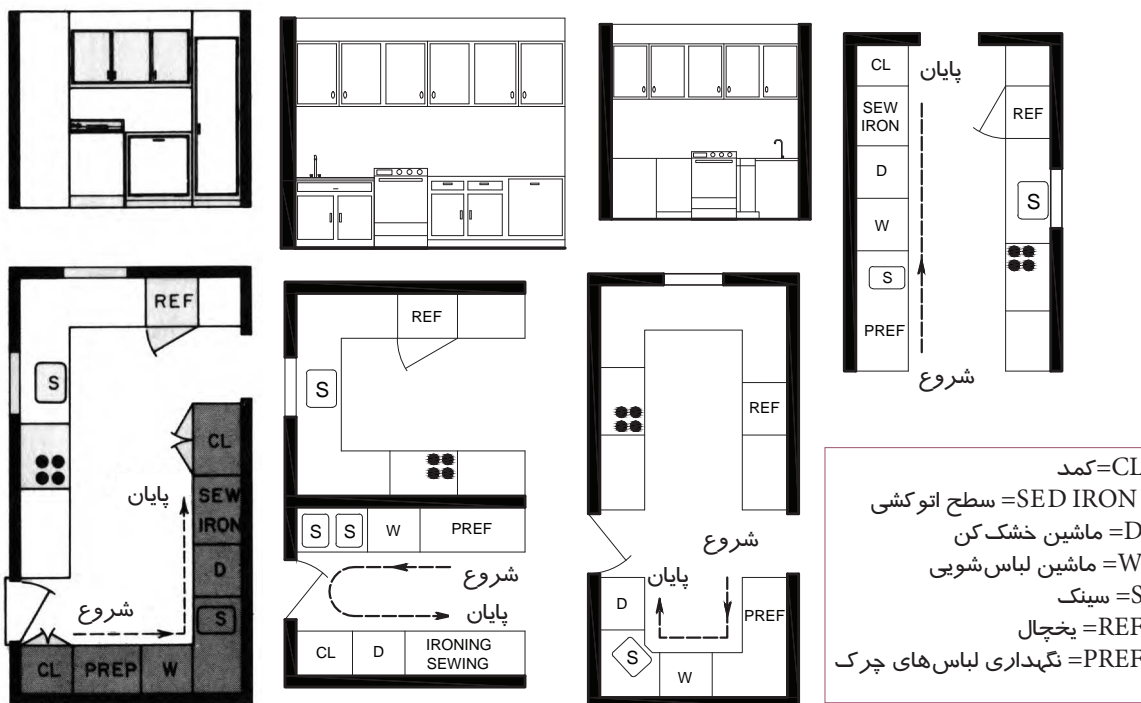 CL
SEW
IRON
D
W
S
PREF
پایان
شروع
REF
S
REF
S
CL
SEW
IRON
D
S
پایان
شروع
CL
PREP
W
REF
S
S
S
W
PREF
شروع
پایان
CL
D
IRONING
SEWING
REF
شروع
پایان
D
PREF
S
W
CL=کمد
SED IRON= سطح اتوکشی
D= ماشین خشک‌کن
W= ماشین لباس‌شویی
S= سینک
REF= یخچال
PREF= نگهداری لباس‌های چرک